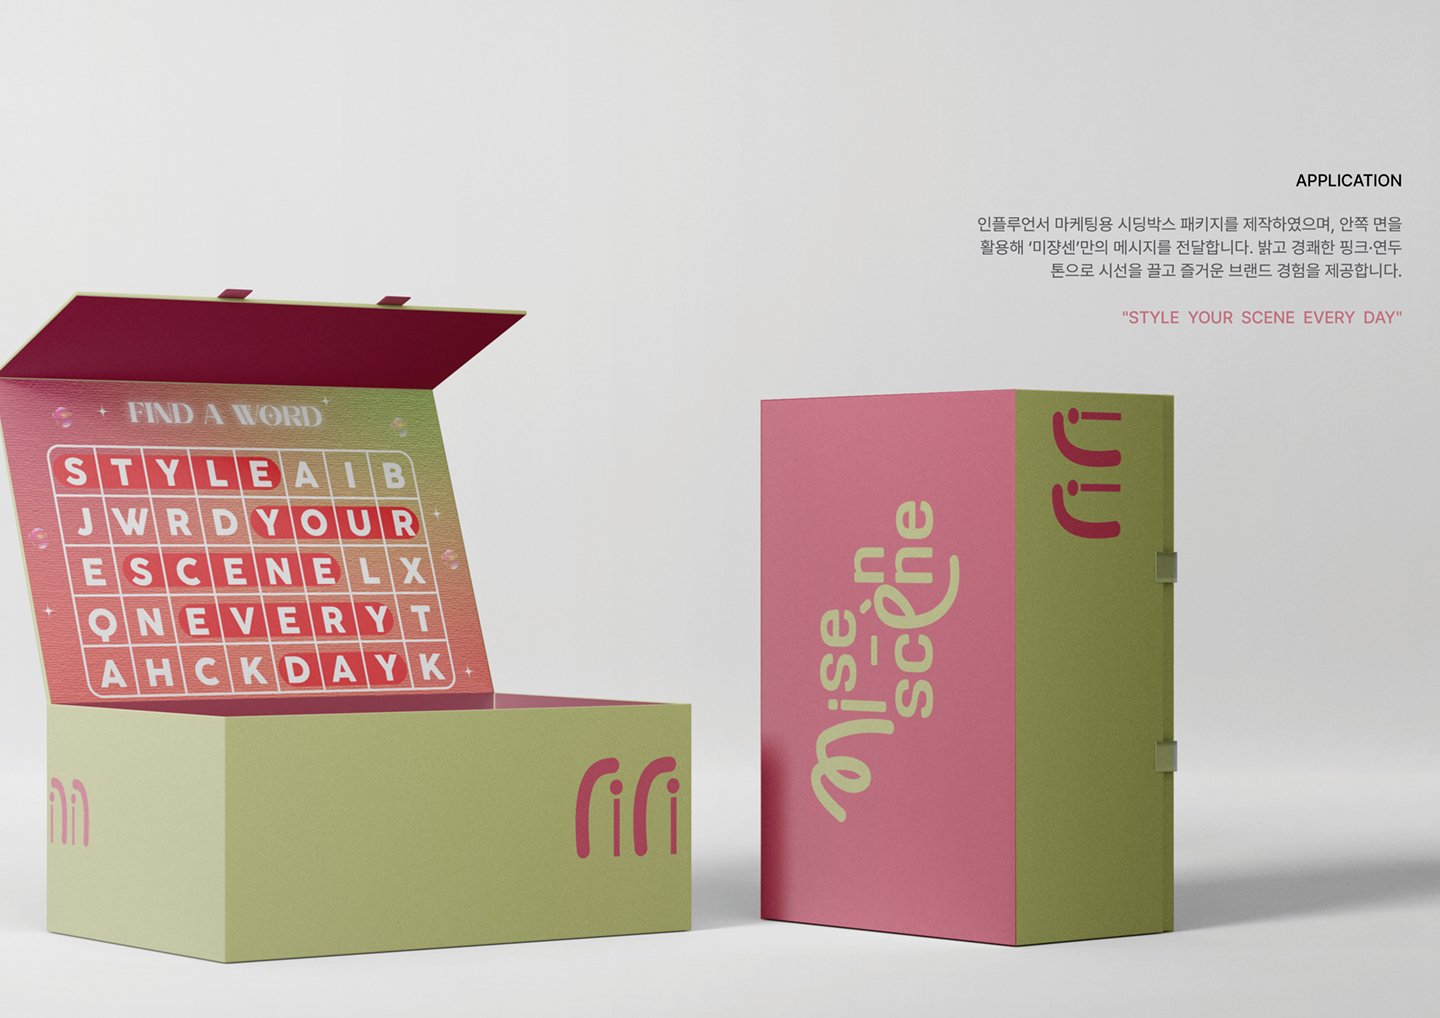 APPLICATION
인플루언서 마케팅용 시딩박스 패키지를 제작하였으며, 안쪽 면을
활용해 '미쟝센'만의 메시지를 전달합니다. 밝고 경쾌한 핑크·연두
톤으로 시선을 끌고 즐거운 브랜드 경험을 제공합니다.
"STYLE YOUR SCENE EVERY DAY"
FIND A WORD
STYLEAIB
JWRDYOUR
ESCENELX
QNEVERYT
AHCKDAYK
mise
–
en
scène